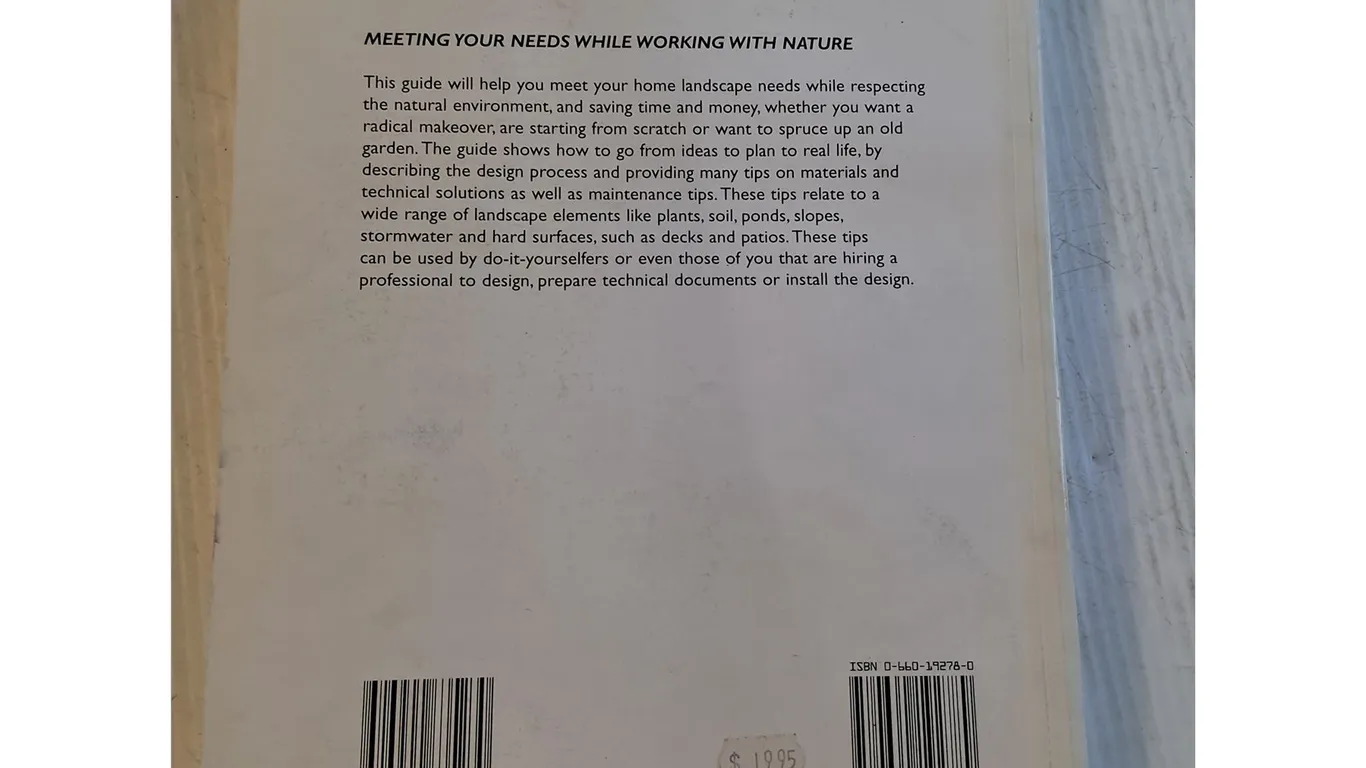 MEETING YOUR NEEDS WHILE WORKING WITH NATURE
This guide will help you meet your home landscape needs while respecting
the natural environment, and saving time and money, whether you want a
radical makeover, are starting from scratch or want to spruce up an old
garden. The guide shows how to go from ideas to plan to real life, by
describing the design process and providing many tips on materials and
technical solutions as well as maintenance tips. These tips relate to a
wide range of landscape elements like plants, soil, ponds, slopes,
stormwater and hard surfaces, such as decks and patios. These tips
can be used by do-it-yourselfers or even those of you that are hiring a
professional to design, prepare technical documents or install the design.
ISBN 0-660-19278-0
$ 19.95